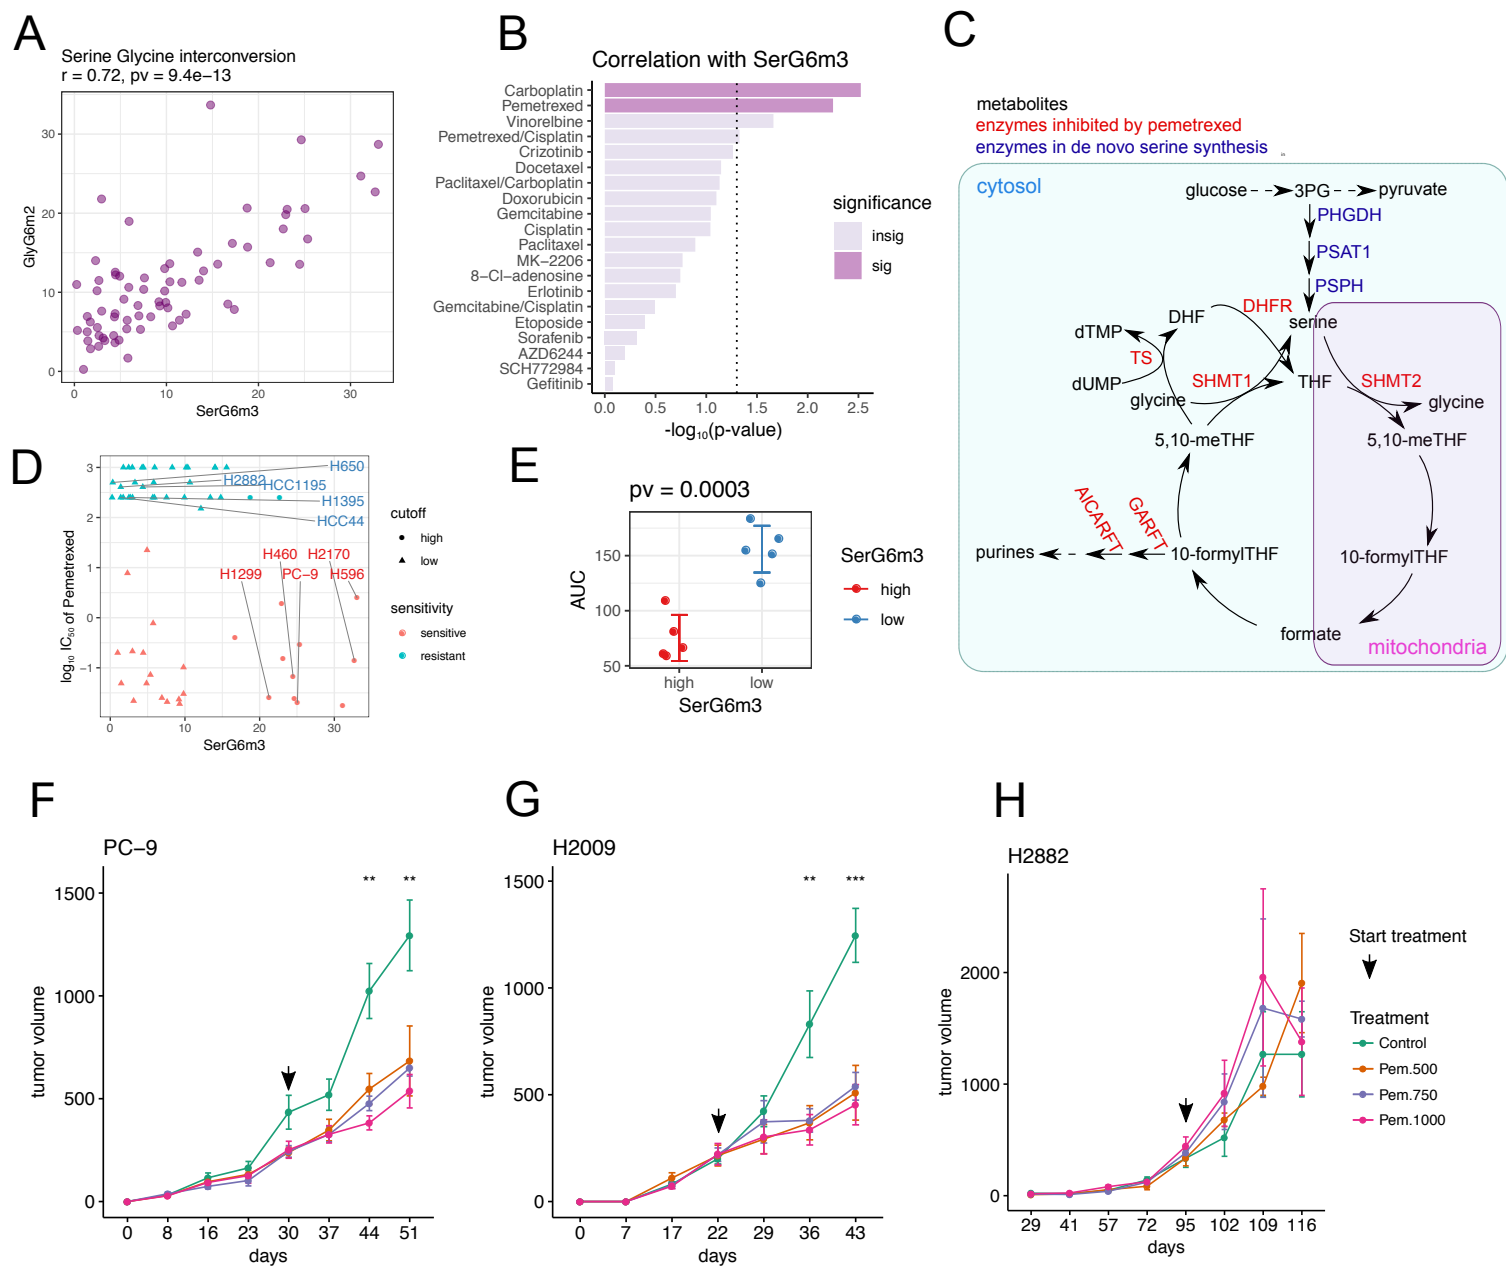 A
Serine Glycine interconversion
r = 0.72, pv = 9.4e−13
GlyG6m2
30
20
10
0
0 10 20 30
SerG6m3
B
Correlation with SerG6m3
Carboplatin
Pemetrexed
Vinorelbine
Pemetrexed/Cisplatin
Crizotinib
Docetaxel
Paclitaxel/Carboplatin
Doxorubicin
Gemcitabine
Cisplatin
Paclitaxel
MK−2206
8−Cl−adenosine
Erlotinib
Gemcitabine/Cisplatin
Etoposide
Sorafenib
AZD6244
SCH772984
Gefitinib
0.0 0.5 1.0 1.5 2.0 2.5
-log10(p-value)
significance
insig
sig
C
metabolites
enzymes inhibited by pemetrexed
enzymes in de novo serine synthesis
cytosol
glucose 3PG pyruvate
PHGDH
PSAT1
PSPH
DHFR
DHF
serine
dTMP
TS
dUMP
SHMT1
THF
SHMT2
glycine
glycine
5,10-meTHF
5,10-meTHF
AICARFT
GARFT
purines
10-formylTHF
10-formylTHF
formate
mitochondria
D
log10 IC50 of Pemetrexed
3
2
1
0
−1
0 10 20 30
SerG6m3
H650
H2882
HCC1195
H1395
HCC44
H460 H2170
H1299 PC−9 H596
cutoff
high
low
sensitivity
sensitive
resistant
E
pv = 0.0003
AUC
150
100
50
high low
SerG6m3
SerG6m3
high
low
F
PC−9
tumor volume
1500
1000
500
0
** **
0 8 16 23 30 37 44 51
days
G
H2009
tumor volume
1500
1000
500
0
** ***
0 7 17 22 29 36 43
days
H
H2882
tumor volume
2000
1000
0
29 41 57 72 95 102 109 116
days
Start treatment
Treatment
Control
Pem.500
Pem.750
Pem.1000